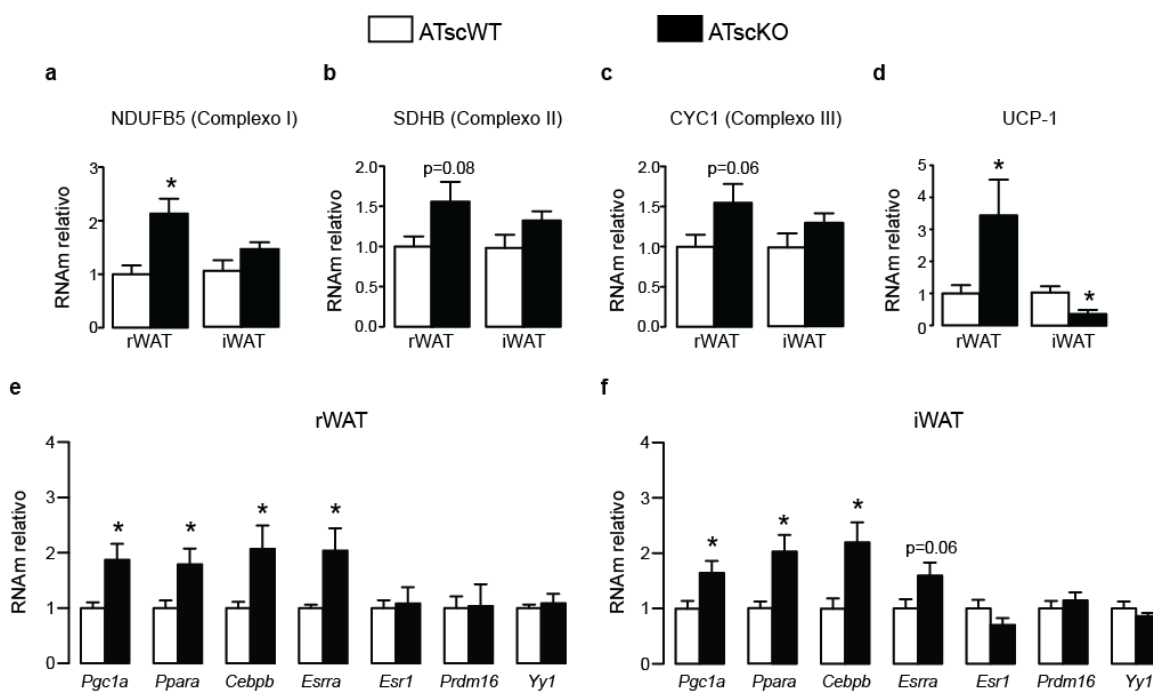 ATscWT ATscKO
a b c d
NDUFB5 (Complexo I) SDHB (Complexo II) CYC1 (Complexo III) UCP-1
RNAm relativo
3
2
1
0
*
rWAT iWAT
RNAm relativo
2.0
1.5
1.0
0.5
0.0
p=0.08
rWAT iWAT
RNAm relativo
2.0
1.5
1.0
0.5
0.0
p=0.06
rWAT iWAT
RNAm relativo
5
4
3
2
1
0
*
*
rWAT iWAT
e
rWAT
RNAm relativo
4
3
2
1
0
* * * *
Pgc1a Ppara Cebpb Esrra Esr1 Prdm16 Yy1
f
iWAT
RNAm relativo
4
3
2
1
0
* * * p=0.06
Pgc1a Ppara Cebpb Esrra Esr1 Prdm16 Yy1